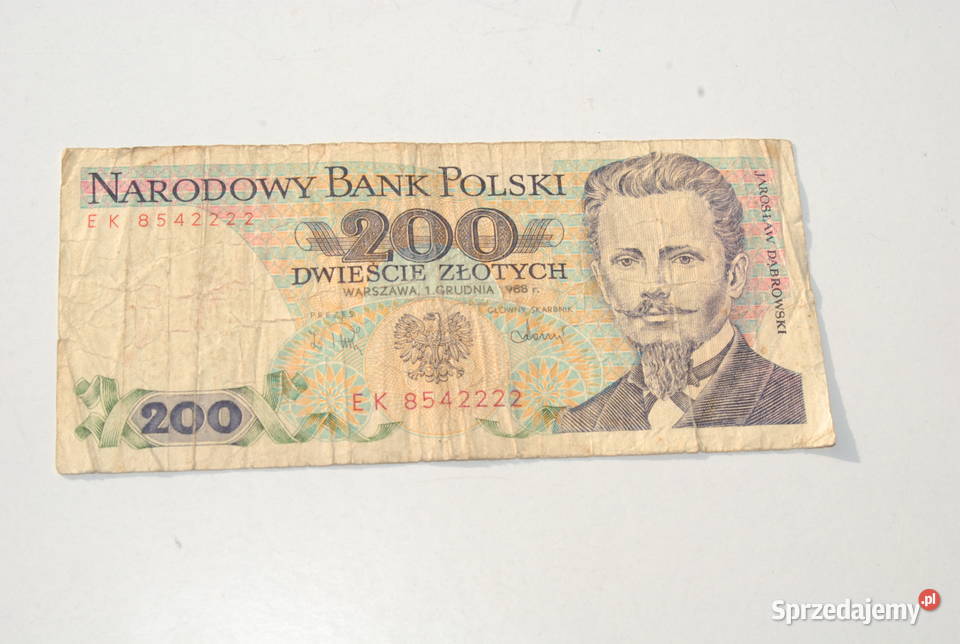 NARODOWY BANK POLSKI
EK 8542222
200
DWIEŚCIE ZŁOTYCH
WARSZAWA, 1 GRUDNIA 1988 r.
PREZES
GŁÓWNY SKARBNIK
JAROSŁAW DĄBROWSKI
EK 8542222
200
Sprzedajemy.pl